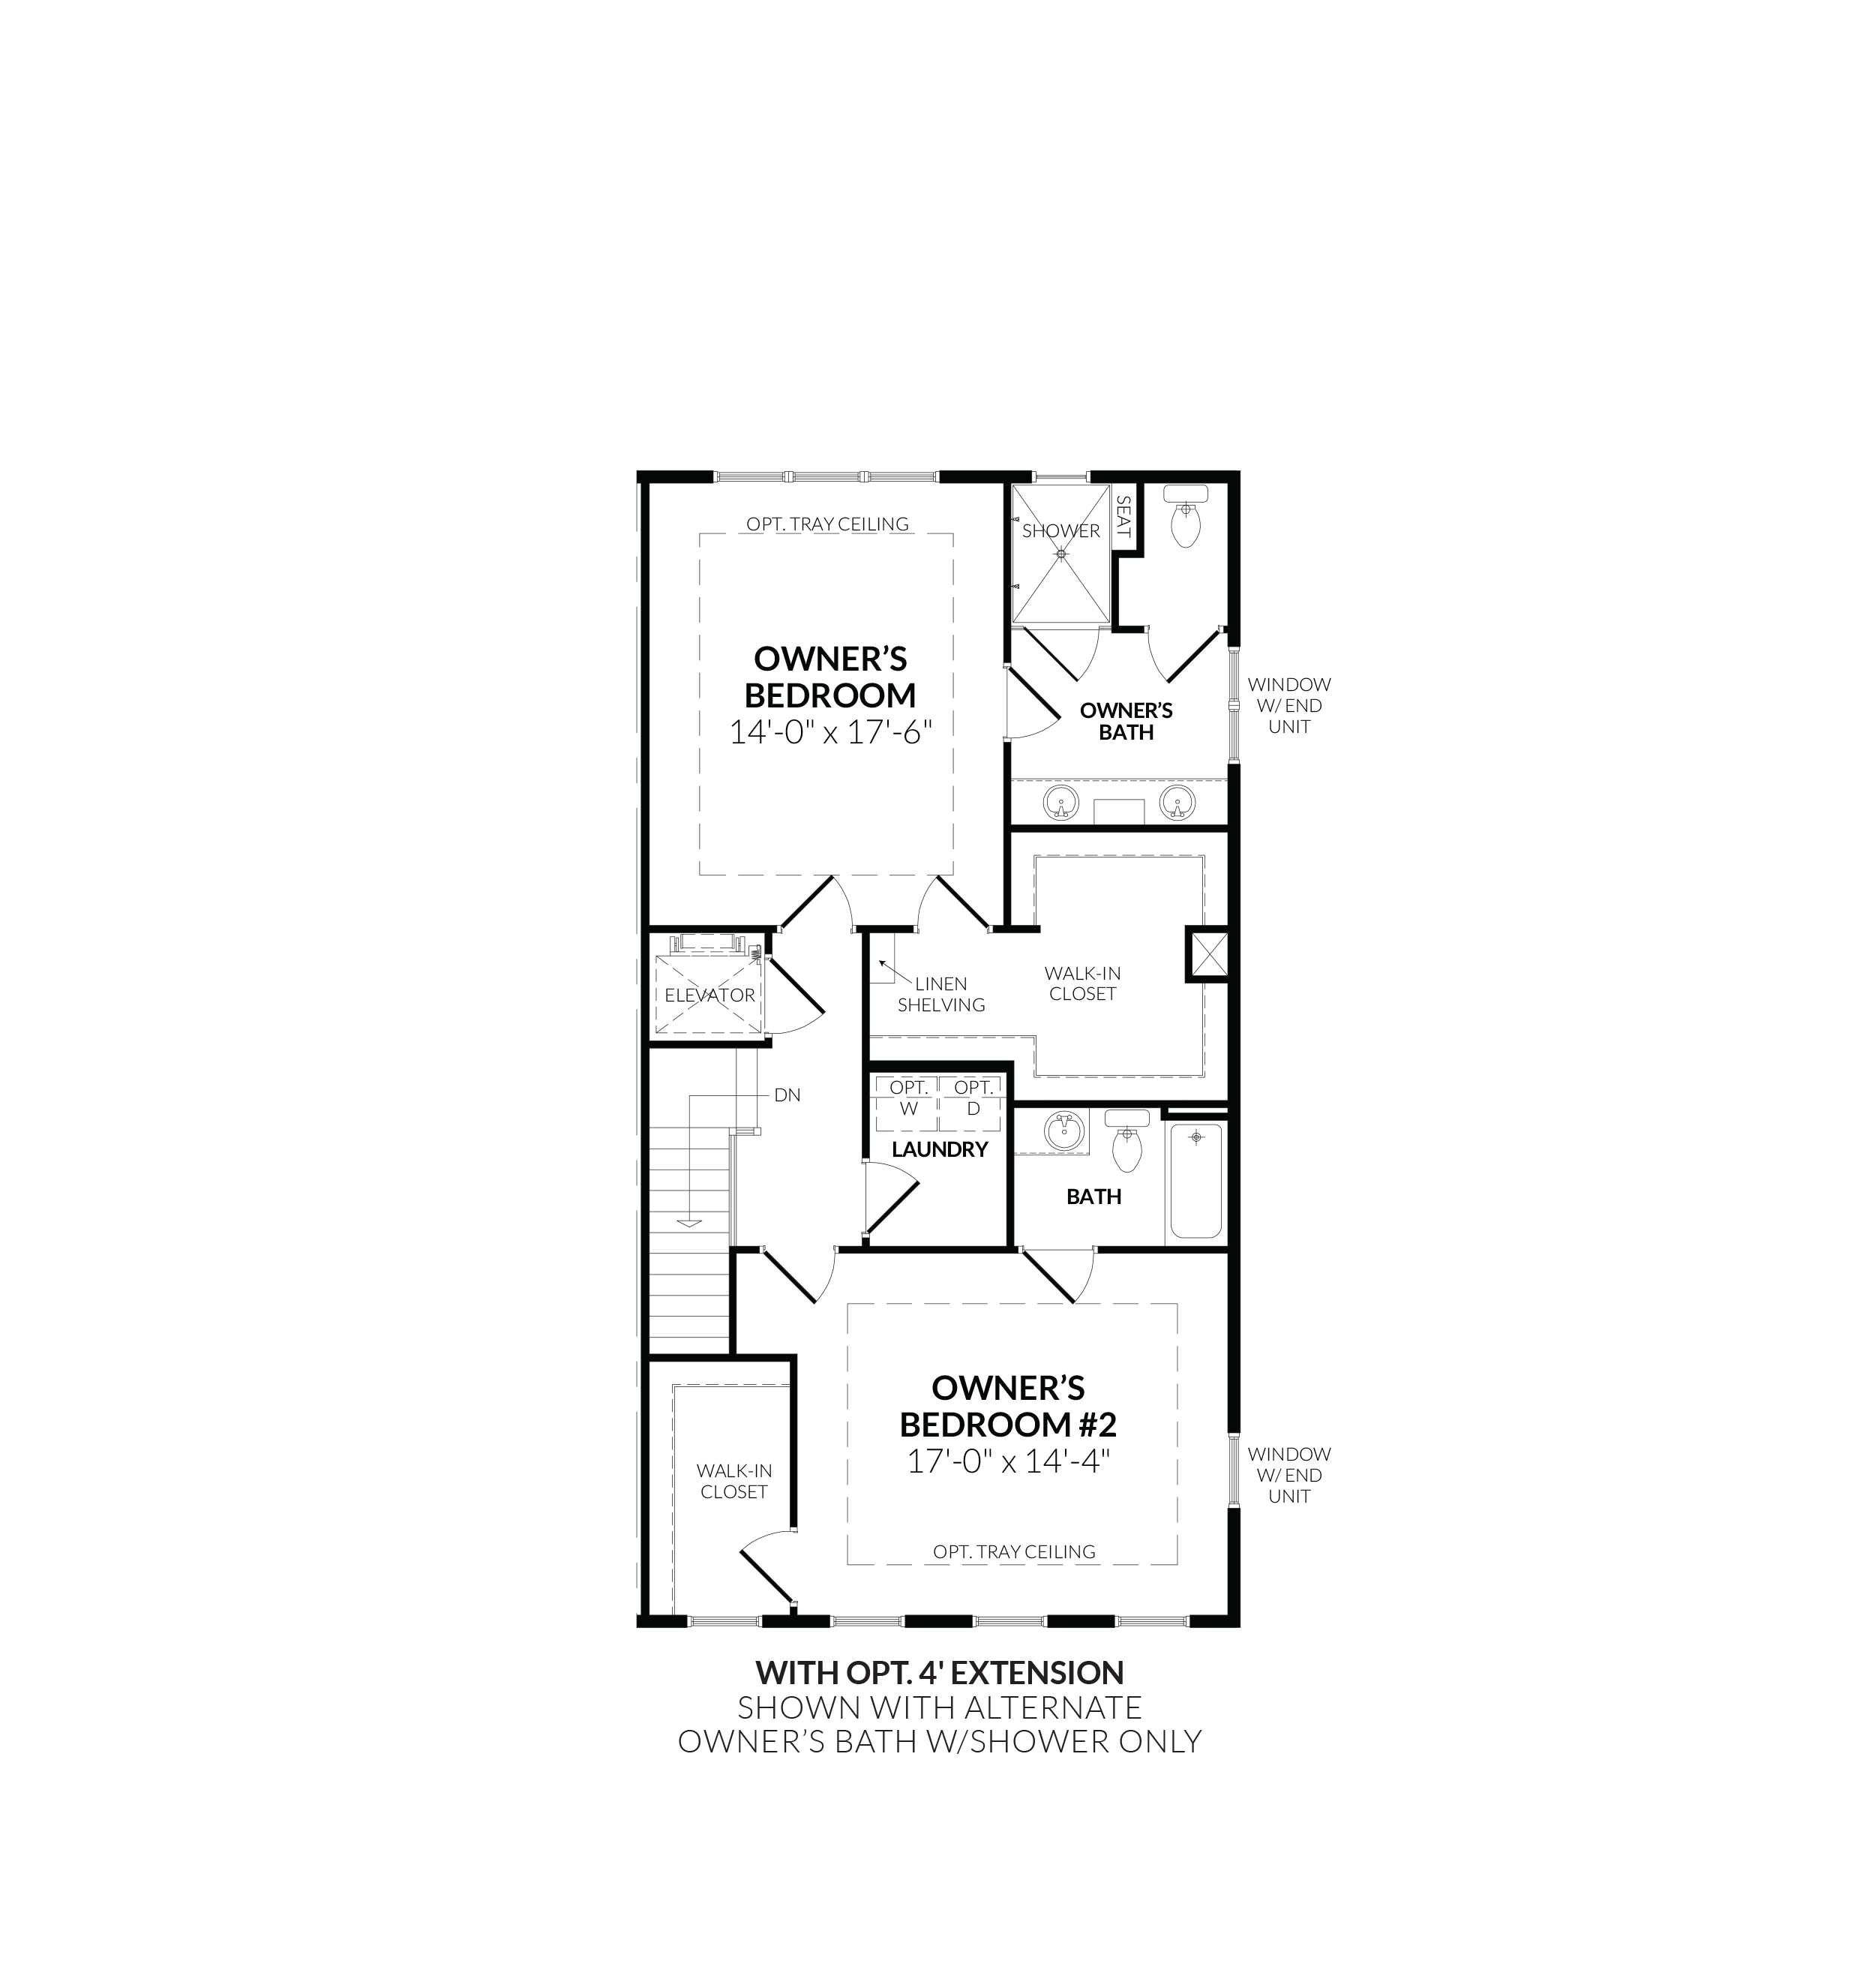 OPT. TRAY CEILING
SHOWER
SEAT
OWNER’S
BEDROOM
14'-0" x 17'-6"
OWNER’S
BATH
WINDOW
W/ END
UNIT
ELEVATOR
LINEN
SHELVING
WALK-IN
CLOSET
DN
OPT.
W
OPT.
D
LAUNDRY
BATH
OWNER’S
BEDROOM #2
17'-0" x 14'-4"
WALK-IN
CLOSET
WINDOW
W/ END
UNIT
OPT. TRAY CEILING
WITH OPT. 4' EXTENSION
SHOWN WITH ALTERNATE
OWNER’S BATH W/SHOWER ONLY